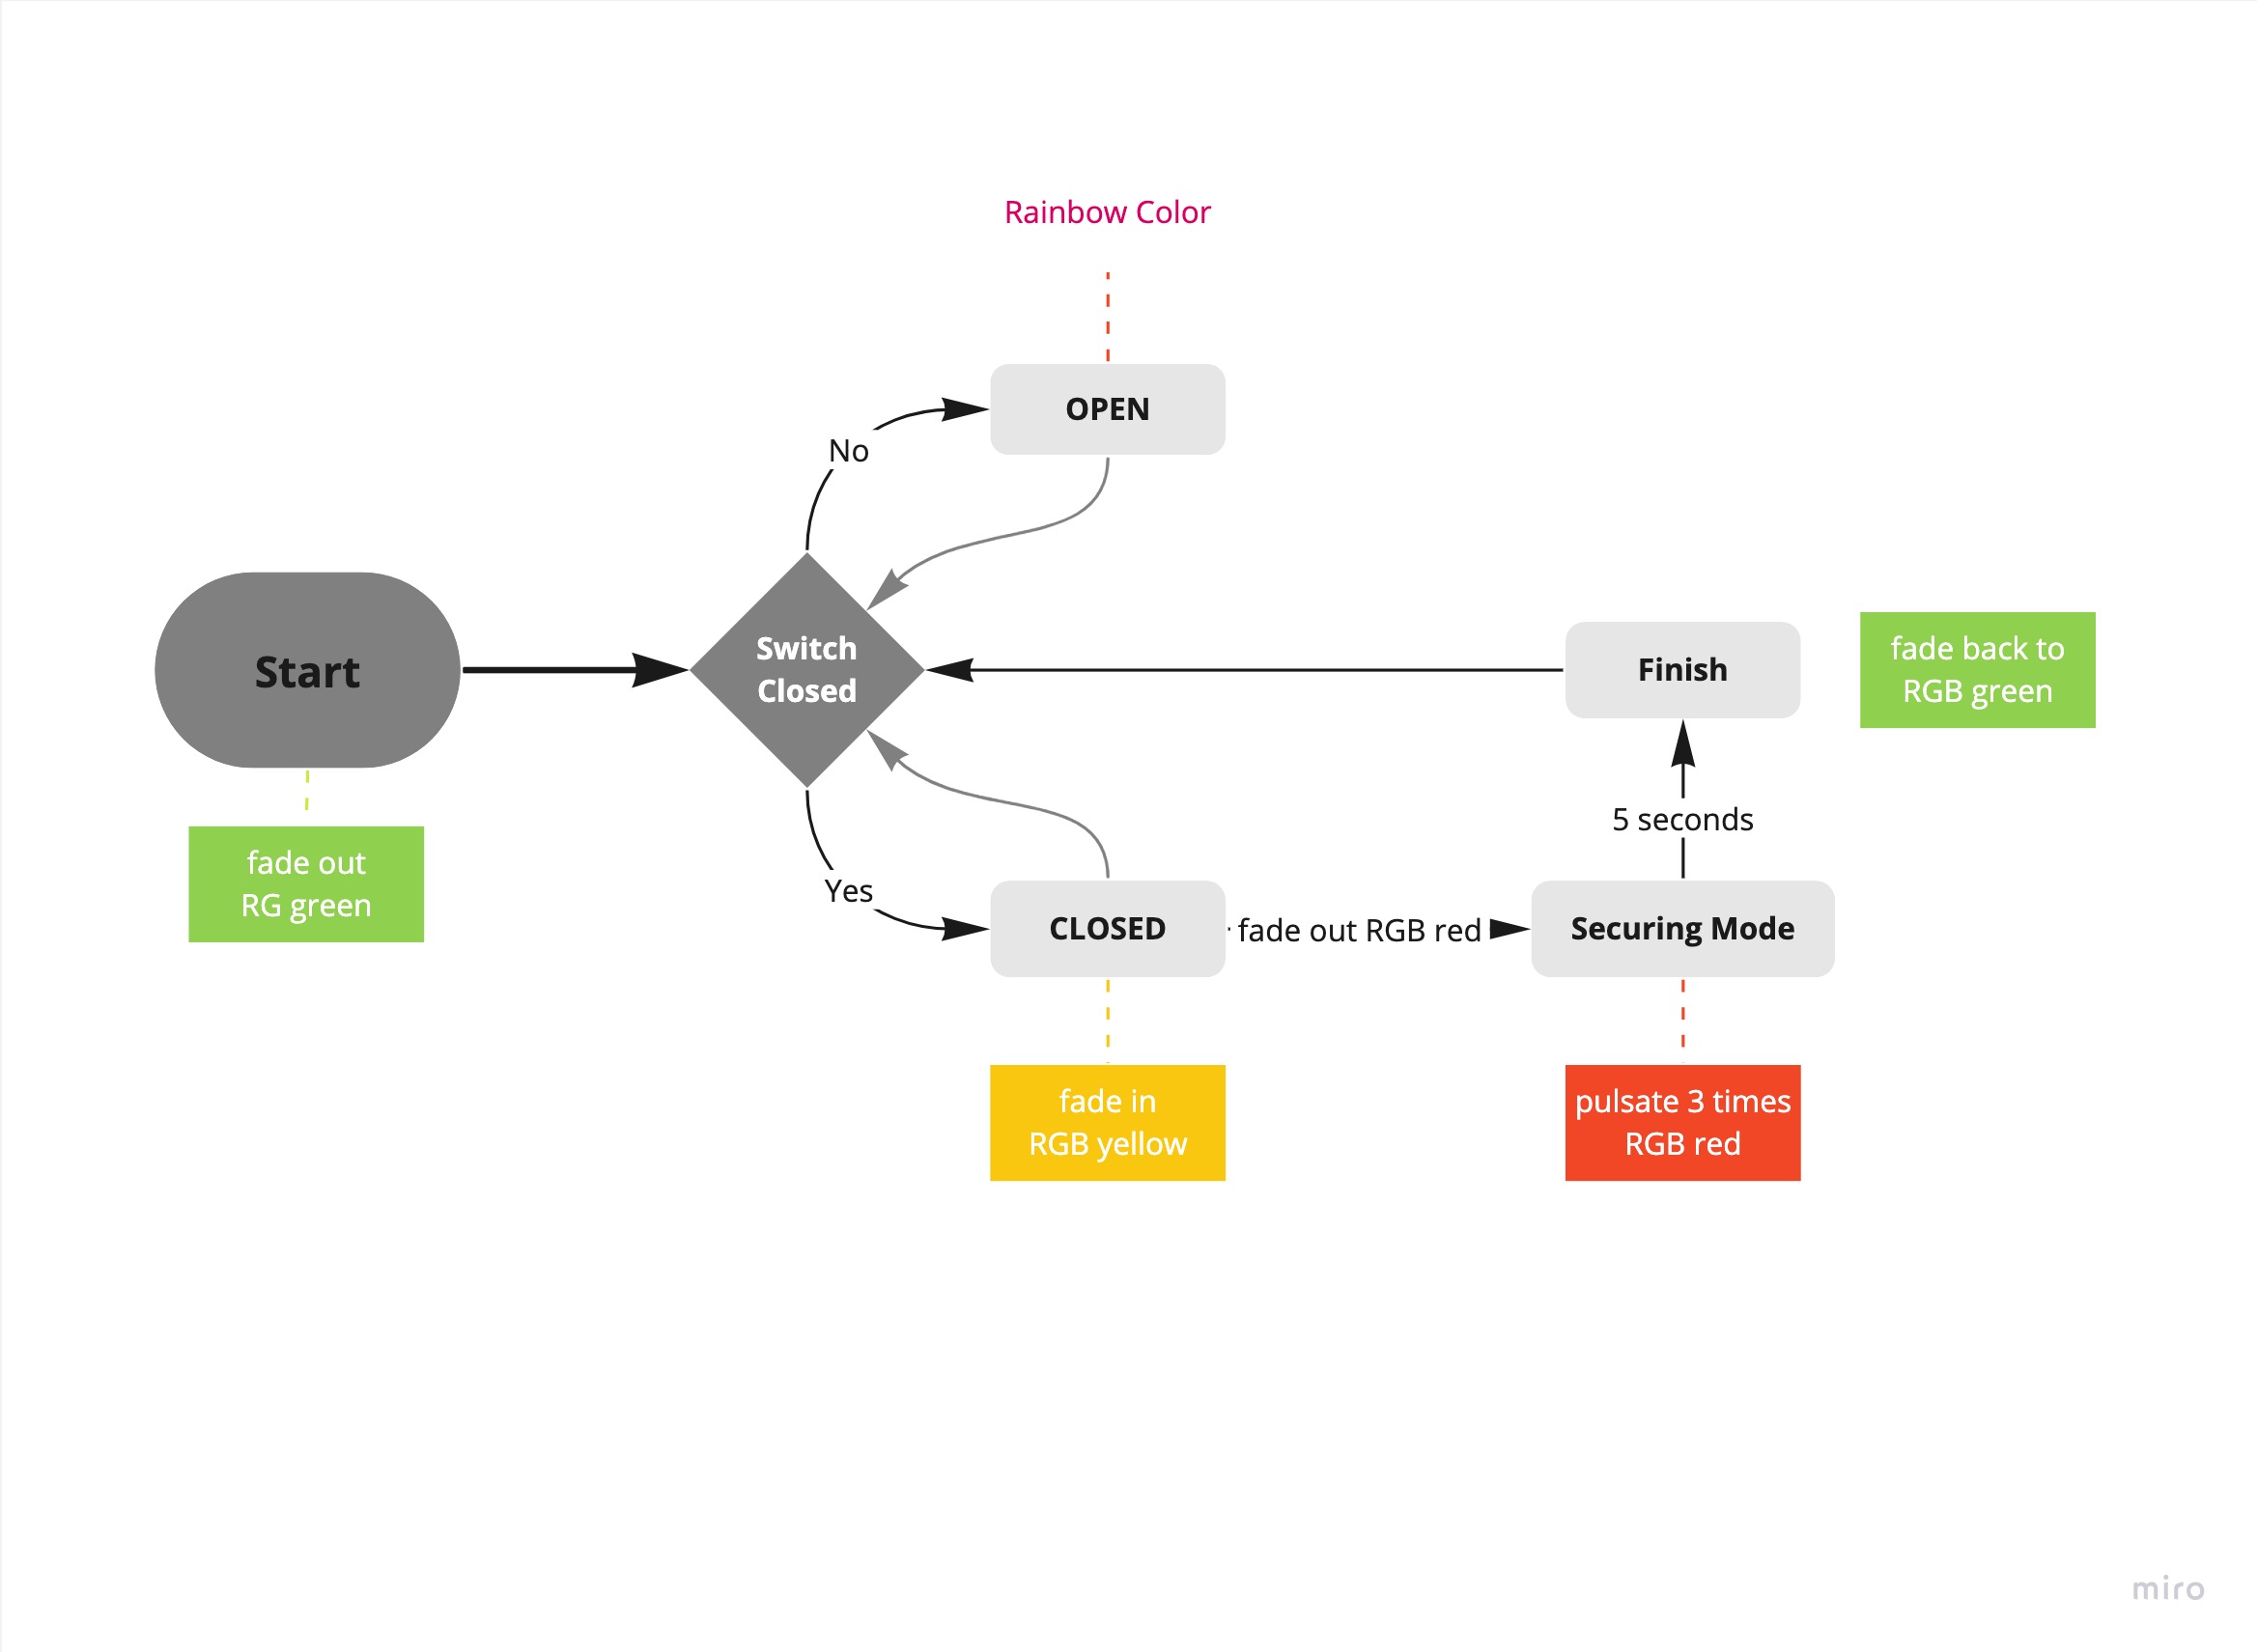 Rainbow Color
OPEN
No
Switch
Closed
Start
Finish
fade back to
RGB green
5 seconds
fade out
RG green
Yes
CLOSED
fade out RGB red
Securing Mode
fade in
RGB yellow
pulsate 3 times
RGB red
miro